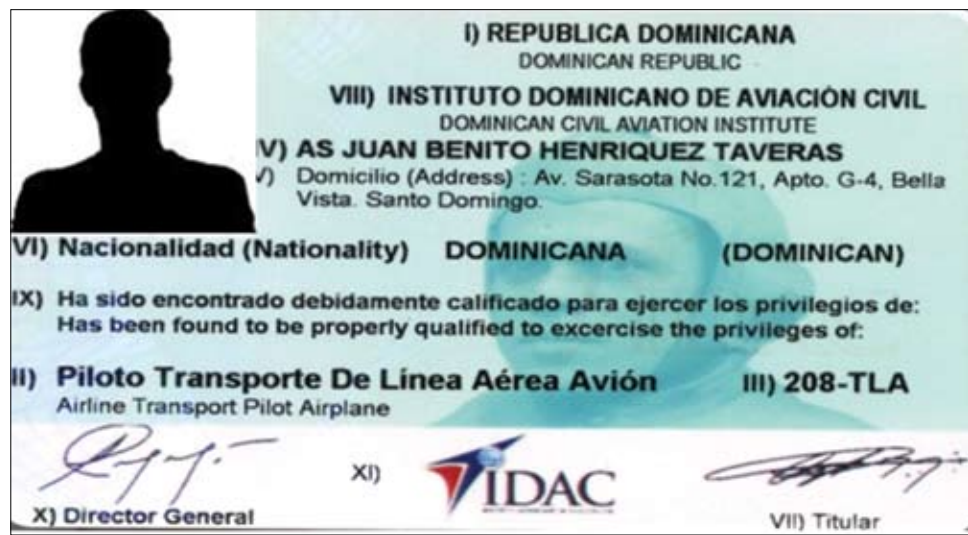 I) REPUBLICA DOMINICANA
DOMINICAN REPUBLIC
VIII) INSTITUTO DOMINICANO DE AVIACIÓN CIVIL
DOMINICAN CIVIL AVIATION INSTITUTE
IV) AS JUAN BENITO HENRIQUEZ TAVERAS
V) Domicilio (Address) : Av. Sarasota No.121, Apto. G-4, Bella
Vista. Santo Domingo.
VI) Nacionalidad (Nationality) DOMINICANA (DOMINICAN)
IX) Ha sido encontrado debidamente calificado para ejercer los privilegios de:
Has been found to be properly qualified to excercise the privileges of:
II) Piloto Transporte De Línea Aérea Avión III) 208-TLA
Airline Transport Pilot Airplane
XI) IDAC
X) Director General
VII) Titular